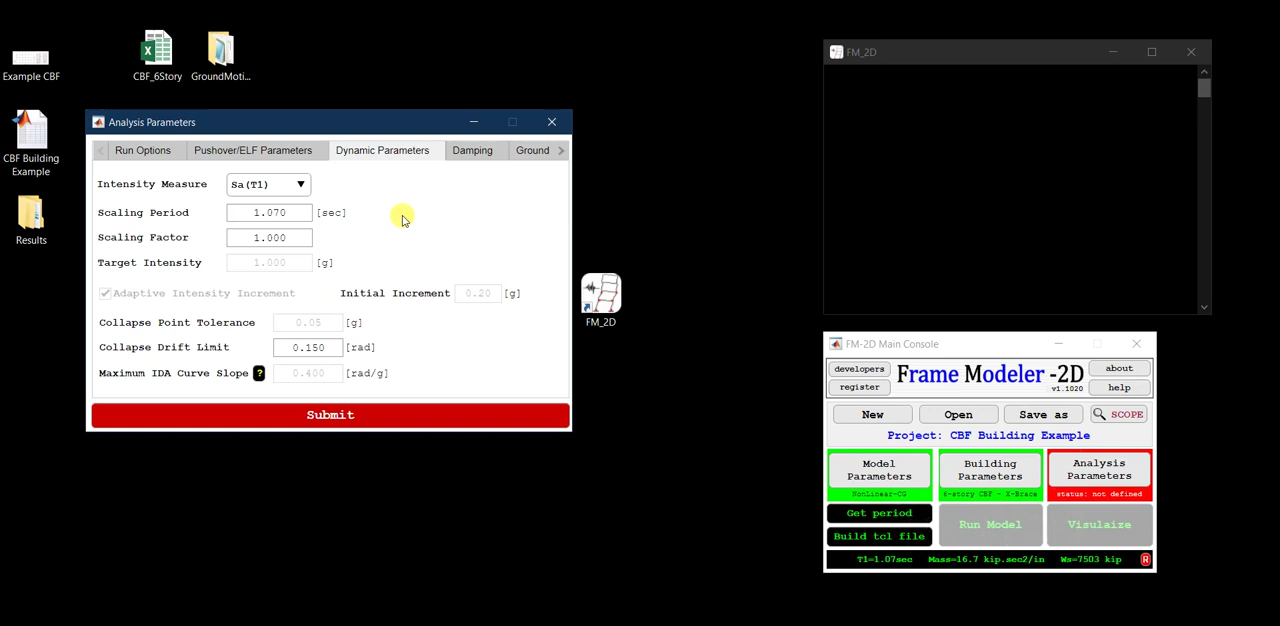 Example CBF
CBF_6Story
GroundMoti...
CBF Building
Example
Results
Analysis Parameters
Run Options
Pushover/ELF Parameters
Dynamic Parameters
Damping
Ground
Intensity Measure
Sa(T1)
Scaling Period
1.070
[sec]
Scaling Factor
1.000
Target Intensity
1.000
[g]
Adaptive Intensity Increment
Initial Increment
0.20
[g]
Collapse Point Tolerance
0.05
[g]
Collapse Drift Limit
0.150
[rad]
Maximum IDA Curve Slope
?
0.400
[rad/g]
Submit
FM_2D
FM_2D
FM-2D Main Console
developers
register
Frame Modeler -2D
v1.1020
about
help
New
Open
Save as
SCOPE
Project: CBF Building Example
Model
Parameters
Nonlinear-CG
Building
Parameters
6-story CBF - X-Brace
Analysis
Parameters
status: not defined
Get period
Build tcl file
Run Model
Visulaize
T1=1.07sec
Mass=16.7 kip.sec2/in
Ws=7503 kip
R